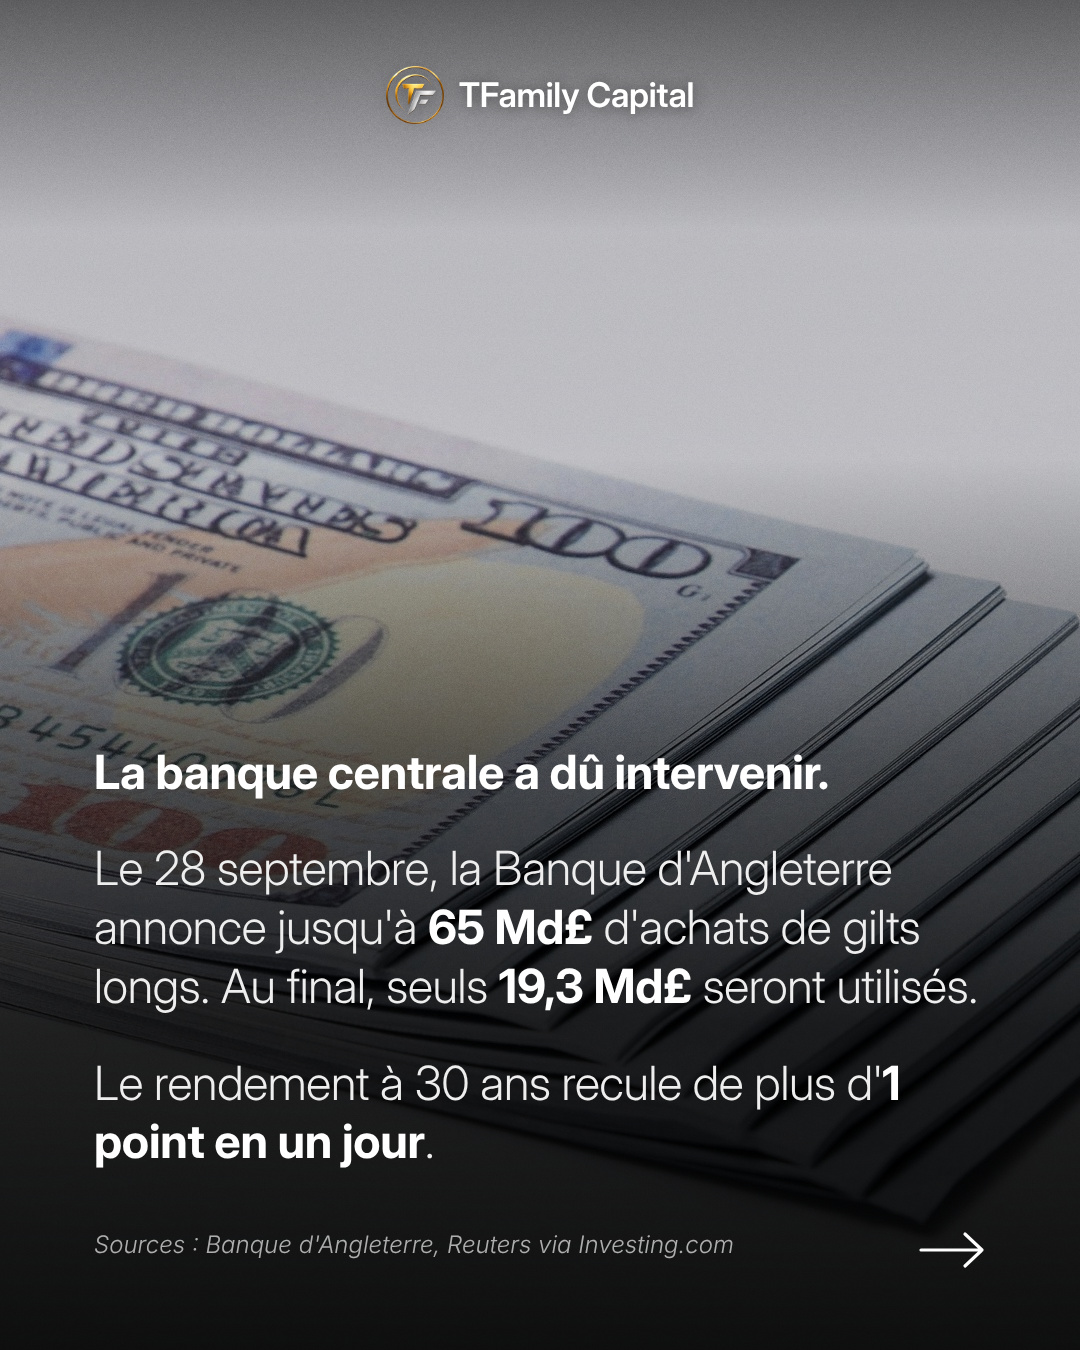 TF TFamily Capital
100
La banque centrale a dû intervenir.
Le 28 septembre, la Banque d'Angleterre
annonce jusqu'à 65 Md£ d'achats de gilts
longs. Au final, seuls 19,3 Md£ seront utilisés.
Le rendement à 30 ans recule de plus d'1
point en un jour.
Sources : Banque d'Angleterre, Reuters via Investing.com